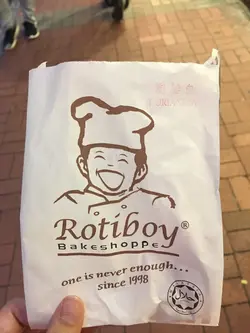 Rotiboy®
Bakeshoppe
one is never enough...
since 1998